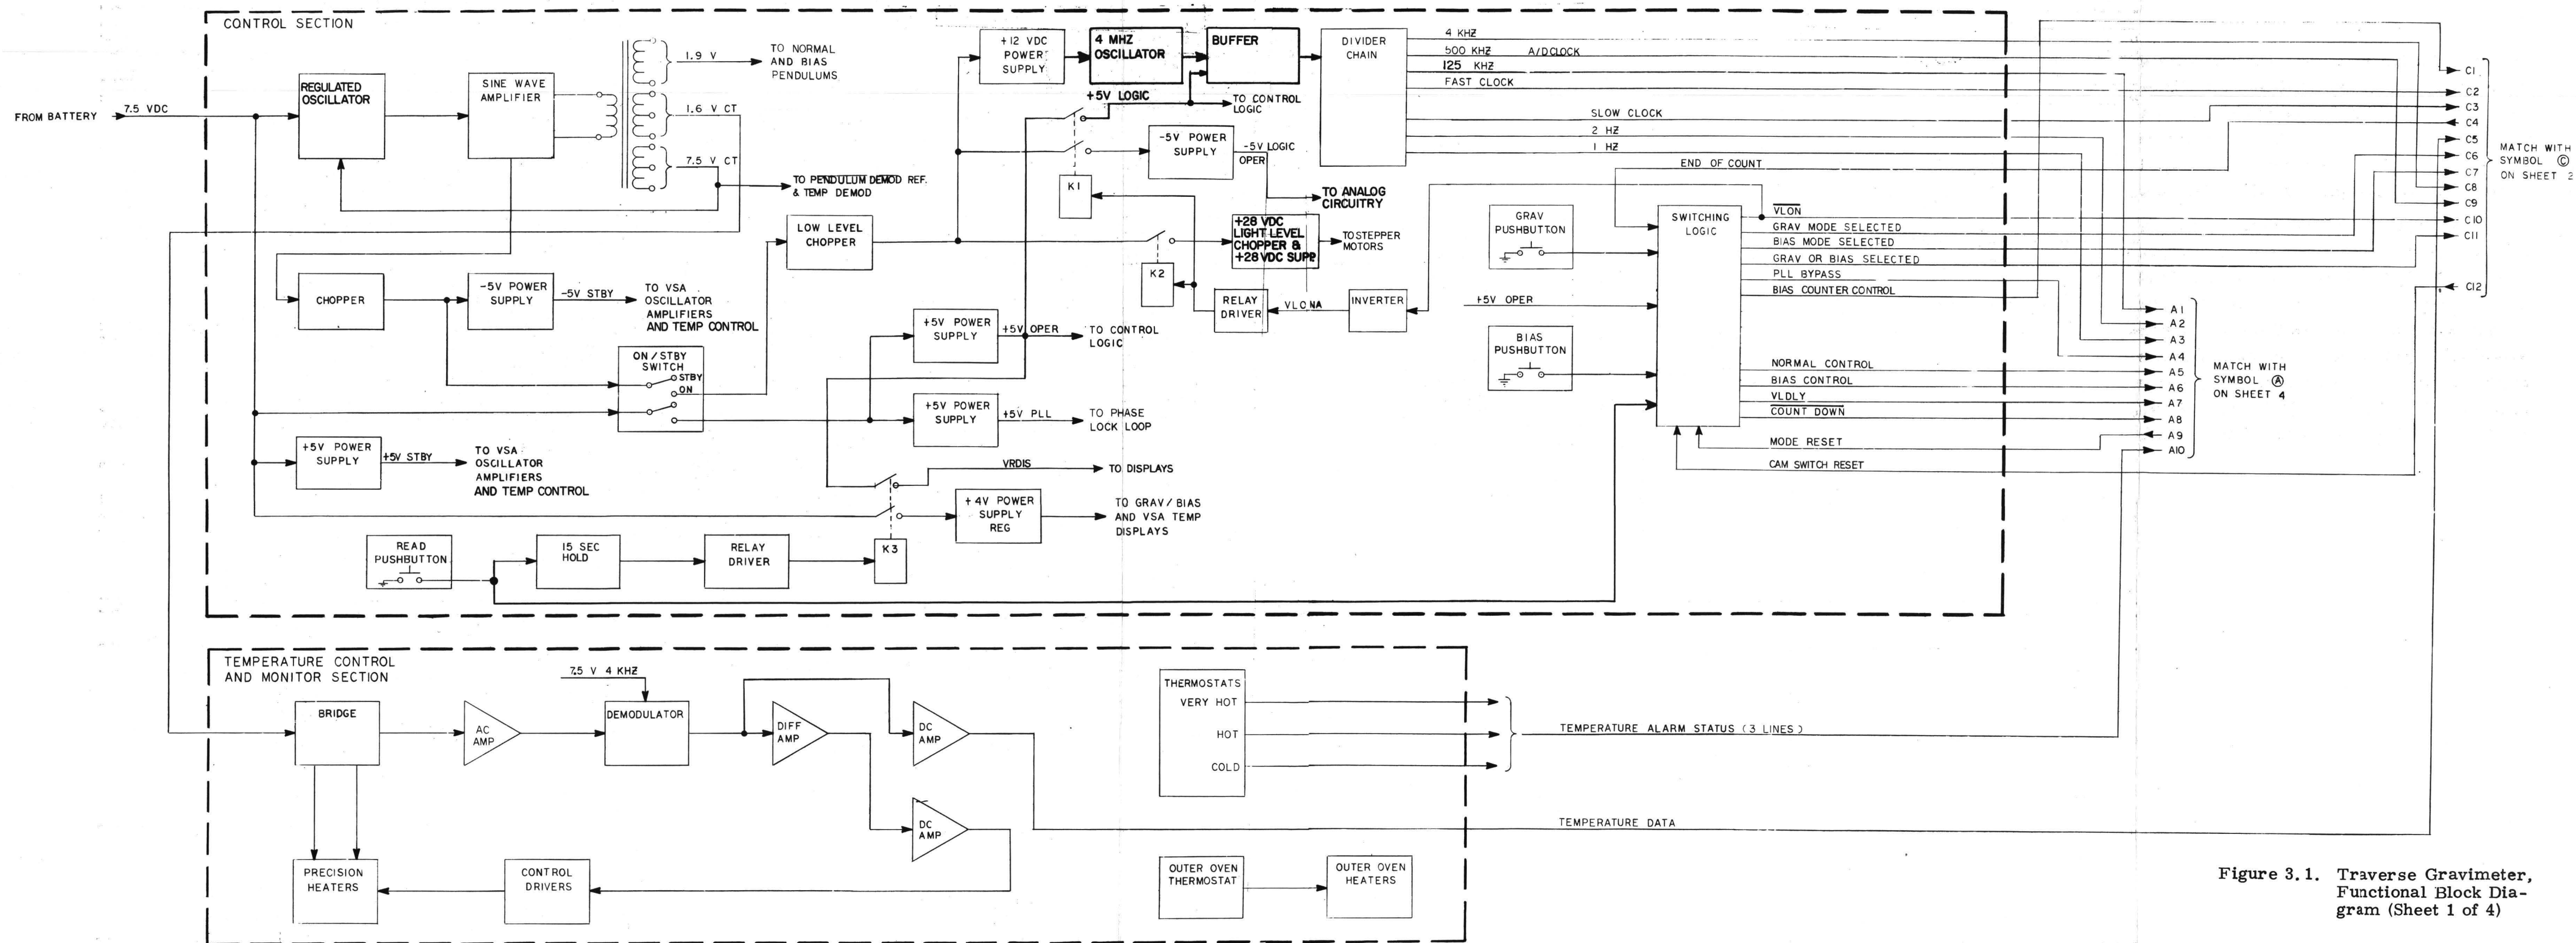 CONTROL SECTION
FROM BATTERY
7.5 VDC
REGULATED
OSCILLATOR
SINE WAVE
AMPLIFIER
1.9 V
TO NORMAL
AND BIAS
PENDULUMS
1.6 V CT
7.5 V CT
TO PENDULUM DEMOD REF.
& TEMP DEMOD
CHOPPER
-5V POWER
SUPPLY
-5V STBY
TO VSA
OSCILLATOR
AMPLIFIERS
AND TEMP CONTROL
ON/STBY
SWITCH
STBY
ON
+5V POWER
SUPPLY
+5V STBY
TO VSA
OSCILLATOR
AMPLIFIERS
AND TEMP CONTROL
LOW LEVEL
CHOPPER
+5V POWER
SUPPLY
+5V OPER
TO CONTROL
LOGIC
+5V POWER
SUPPLY
+5V PLL
TO PHASE
LOCK LOOP
VRDIS
TO DISPLAYS
+4V POWER
SUPPLY
REG
TO GRAV/BIAS
AND VSA TEMP
DISPLAYS
READ
PUSHBUTTON
15 SEC
HOLD
RELAY
DRIVER
K3
+12 VDC
POWER
SUPPLY
4 MHZ
OSCILLATOR
BUFFER
DIVIDER
CHAIN
+5V LOGIC
TO CONTROL
LOGIC
-5V POWER
SUPPLY
-5V LOGIC
OPER
K1
TO ANALOG
CIRCUITRY
+28 VDC
LIGHT LEVEL
CHOPPER &
+28 VDC SUPP
TO STEPPER
MOTORS
K2
RELAY
DRIVER
VLONA
INVERTER
4 KHZ
500 KHZ A/D CLOCK
125 KHZ
FAST CLOCK
SLOW CLOCK
2 HZ
1 HZ
END OF COUNT
GRAV
PUSHBUTTON
+5V OPER
BIAS
PUSHBUTTON
SWITCHING
LOGIC
VLON
GRAV MODE SELECTED
BIAS MODE SELECTED
GRAV OR BIAS SELECTED
PLL BYPASS
BIAS COUNTER CONTROL
NORMAL CONTROL
BIAS CONTROL
VLDLY
COUNT DOWN
MODE RESET
CAM SWITCH RESET
C1
C2
C3
C4
C5
C6
C7
C8
C9
C10
C11
C12
MATCH WITH
SYMBOL Ⓒ
ON SHEET 2
A1
A2
A3
A4
A5
A6
A7
A8
A9
A10
MATCH WITH
SYMBOL Ⓐ
ON SHEET 4
TEMPERATURE CONTROL
AND MONITOR SECTION
BRIDGE
AC
AMP
7.5 V 4 KHZ
DEMODULATOR
DIFF
AMP
DC
AMP
DC
AMP
PRECISION
HEATERS
CONTROL
DRIVERS
THERMOSTATS
VERY HOT
HOT
COLD
TEMPERATURE ALARM STATUS (3 LINES)
TEMPERATURE DATA
OUTER OVEN
THERMOSTAT
OUTER OVEN
HEATERS
Figure 3.1. Traverse Gravimeter,
Functional Block Dia-
gram (Sheet 1 of 4)